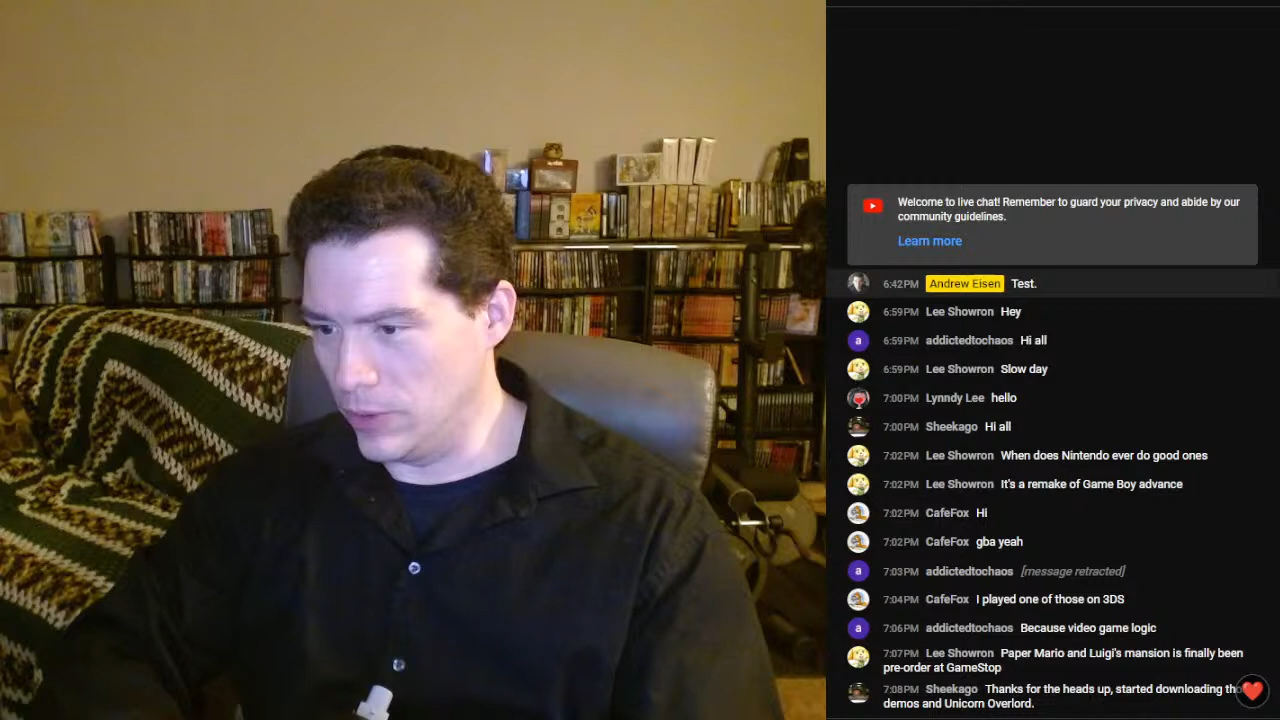 Welcome to live chat! Remember to guard your privacy and abide by our
community guidelines.
Learn more
6:42PM Andrew Eisen Test.
6:59PM Lee Showron Hey
a 6:59PM addictedtochaos Hi all
6:59PM Lee Showron Slow day
7:00PM Lynndy Lee hello
7:00PM Sheekago Hi all
7:02PM Lee Showron When does Nintendo ever do good ones
7:02PM Lee Showron It's a remake of Game Boy advance
7:02PM CafeFox Hi
7:02PM CafeFox gba yeah
a 7:03PM addictedtochaos [message retracted]
7:04PM CafeFox I played one of those on 3DS
a 7:06PM addictedtochaos Because video game logic
7:07PM Lee Showron Paper Mario and Luigi's mansion is finally been
pre-order at GameStop
7:08PM Sheekago Thanks for the heads up, started downloading
demos and Unicorn Overlord.